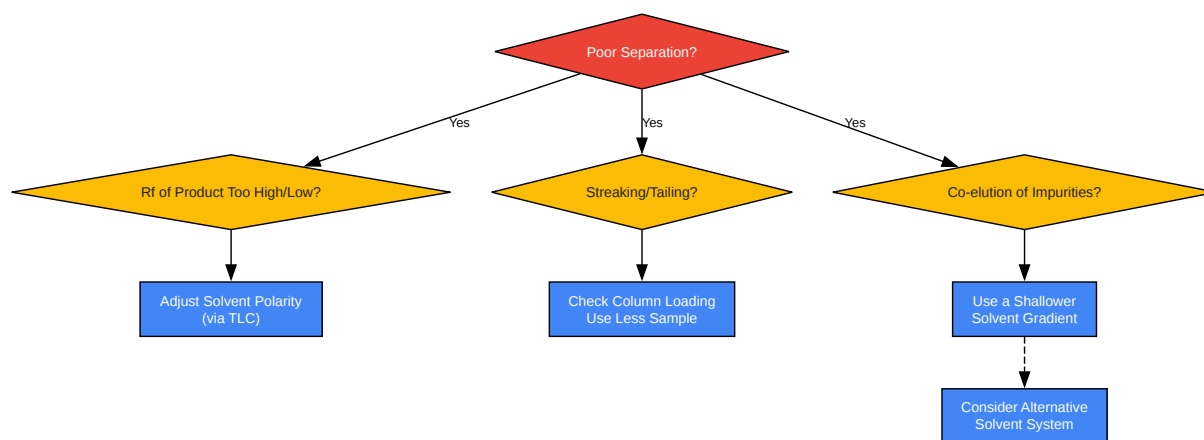 Poor Separation?
Yes
Yes
Yes
Rf of Product Too High/Low?
Streaking/Tailing?
Co-elution of Impurities?
Adjust Solvent Polarity
(via TLC)
Check Column Loading
Use Less Sample
Use a Shallower
Solvent Gradient
Consider Alternative
Solvent System